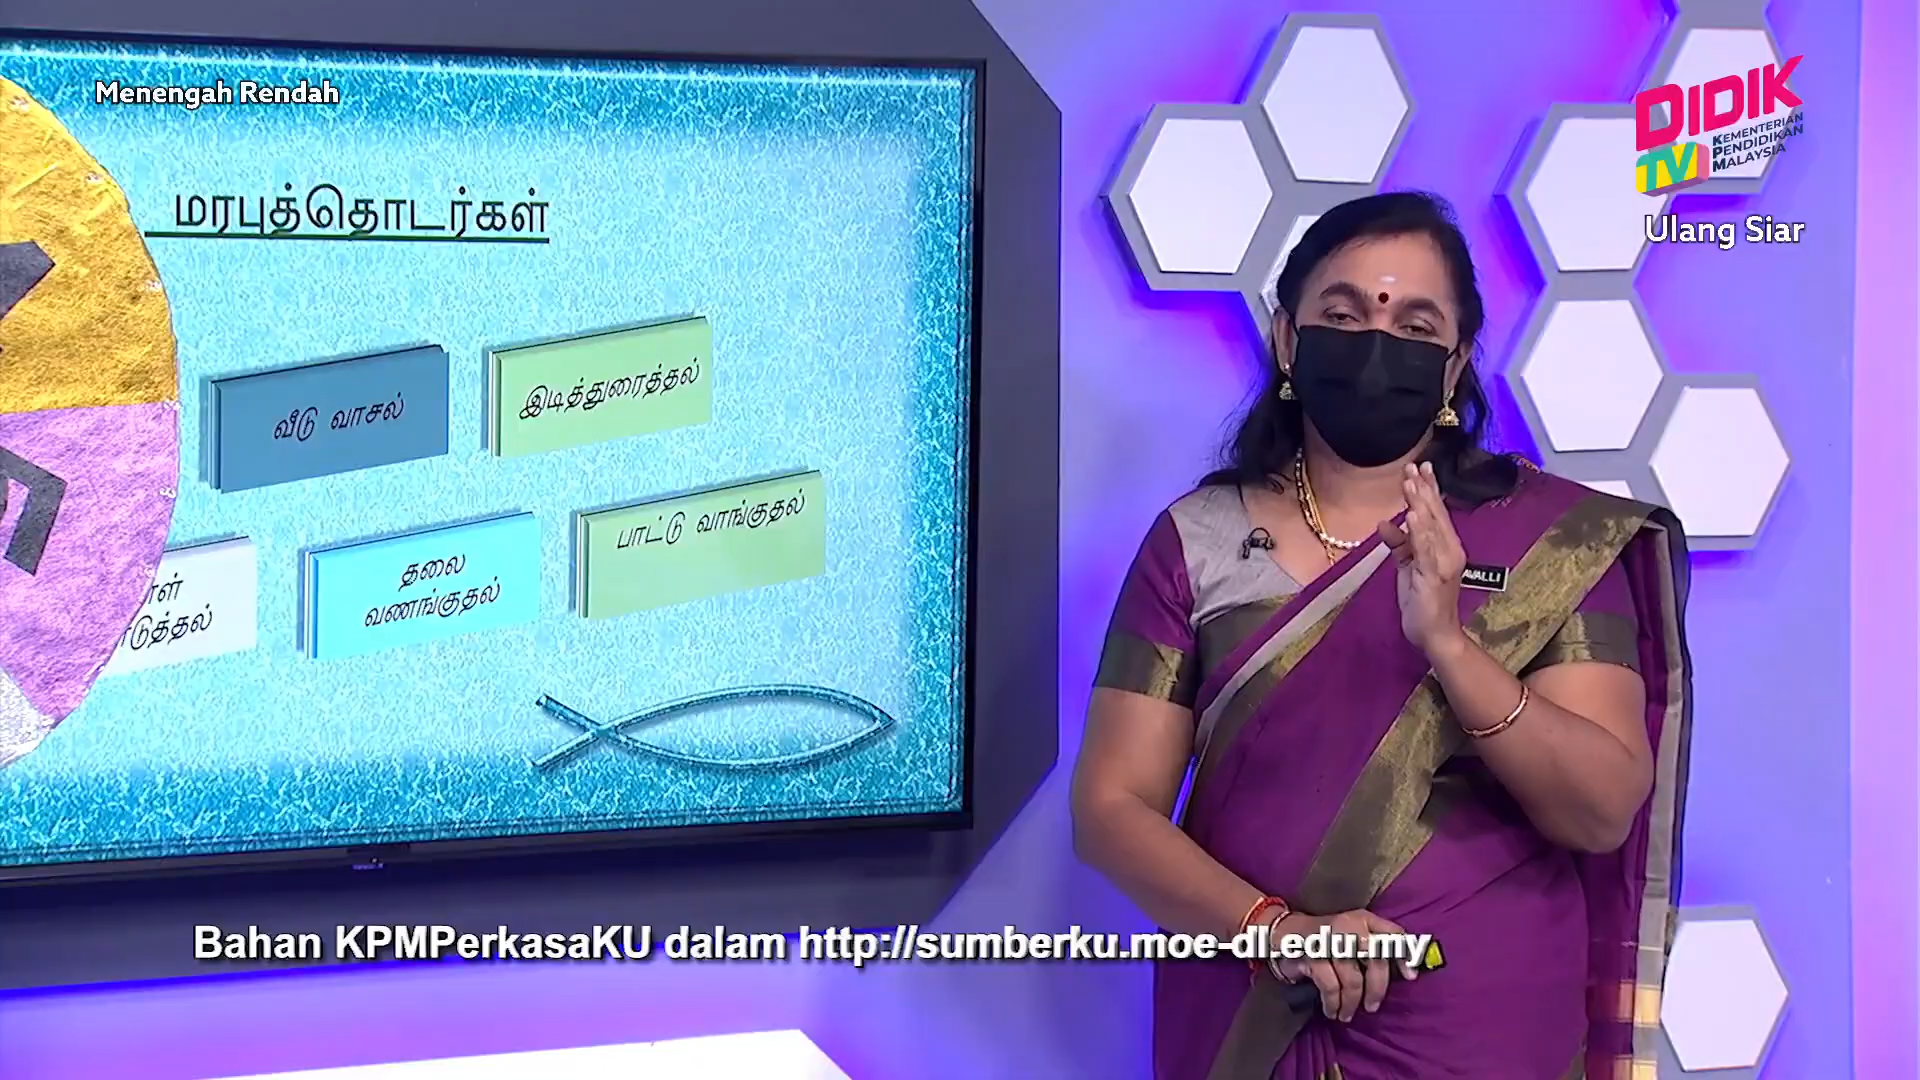 Menengah Rendah
DIDIK
TV
KEMENTERIAN
PENDIDIKAN
MALAYSIA
Ulang Siar
மரபுத்தொடர்கள்
வீடு வாசல்
இடித்துரைத்தல்
தலை
வணங்குதல்
பாட்டு வாங்குதல்
Bahan KPMPerkasaKU dalam http://sumberku.moe-dl.edu.my